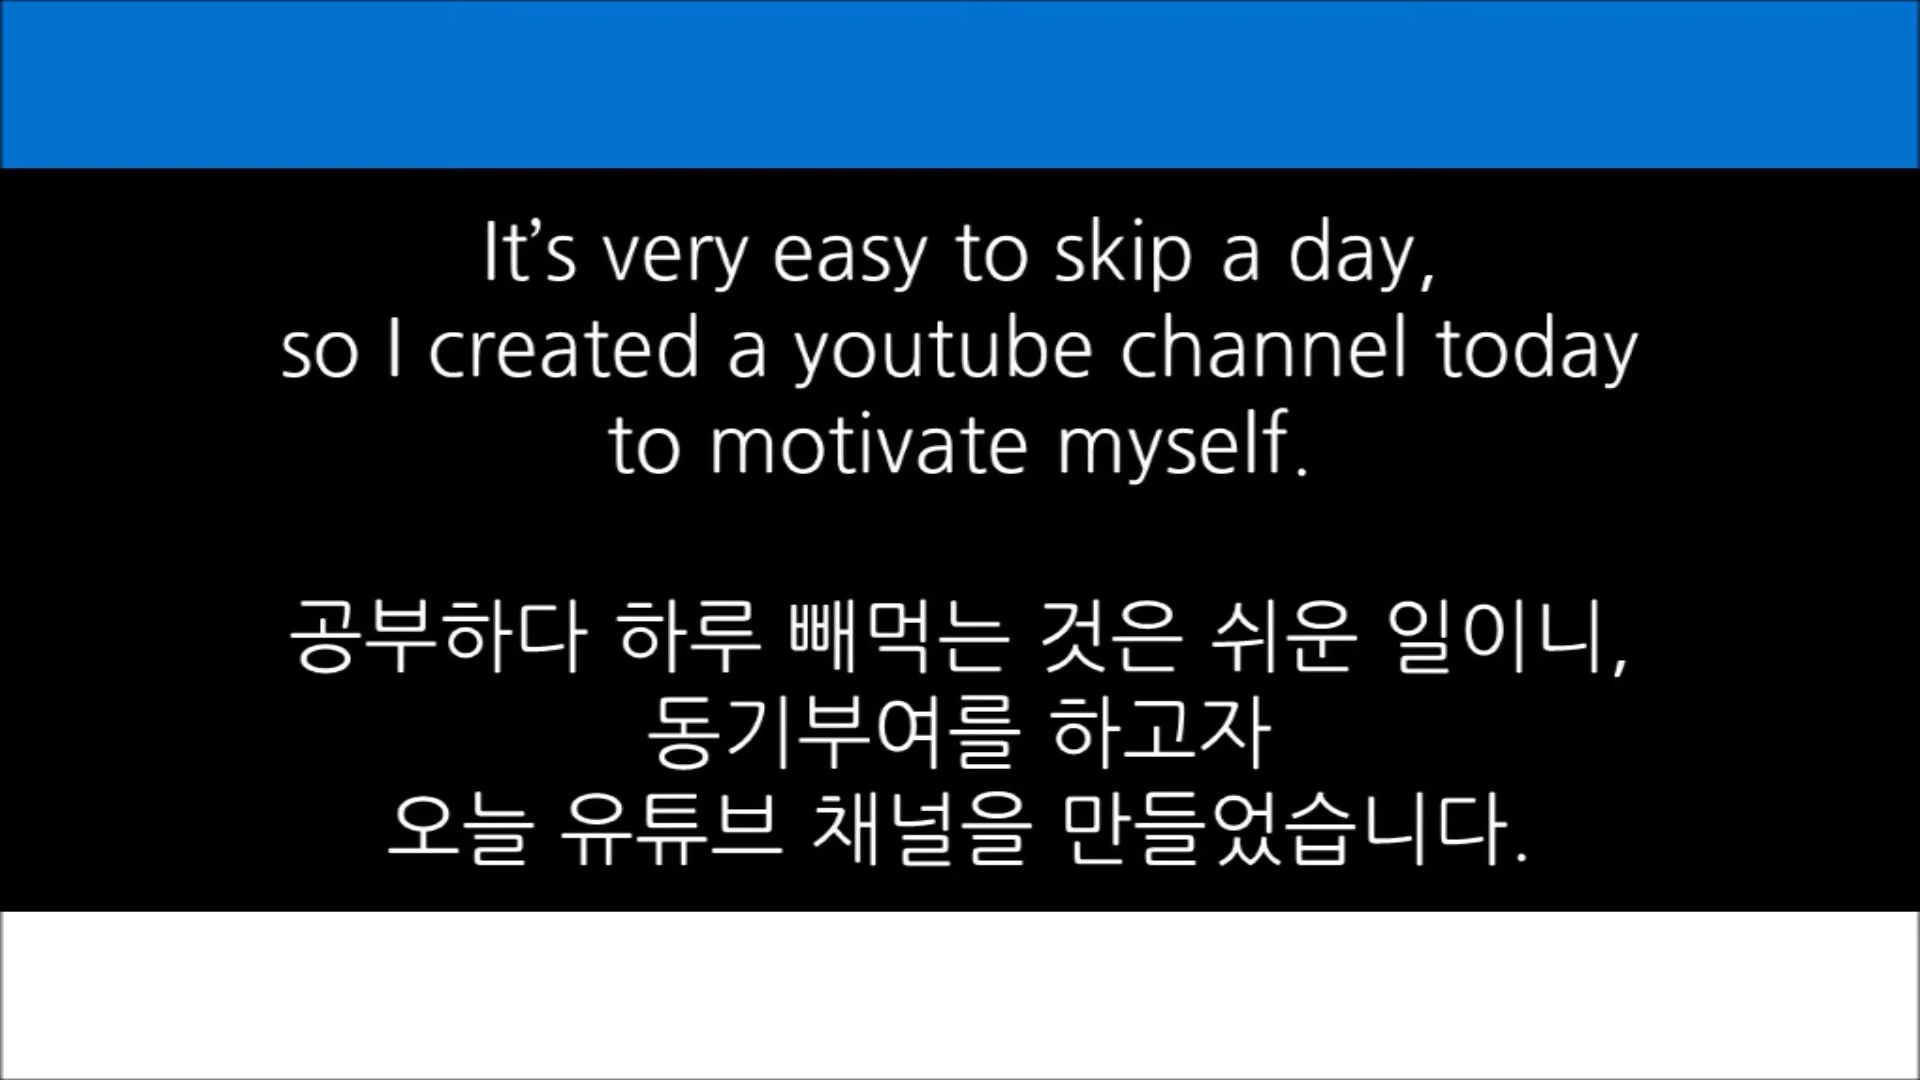 It’s very easy to skip a day,
so I created a youtube channel today
to motivate myself.
공부하다 하루 빼먹는 것은 쉬운 일이니,
동기부여를 하고자
오늘 유튜브 채널을 만들었습니다.